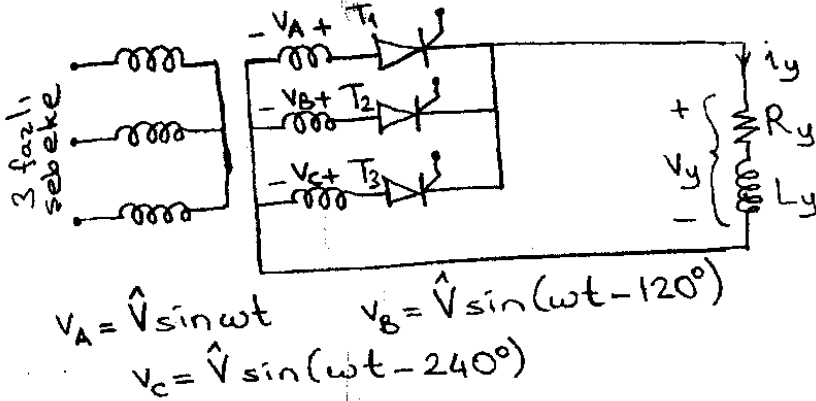 - VA + T1
- VB + T2
- VC + T3
3 fazlı
şebeke
iy
+
Vy
-
Ry
Ly
VA = V̂ sin ωt VB = V̂ sin(ωt - 120°)
VC = V̂ sin(ωt - 240°)